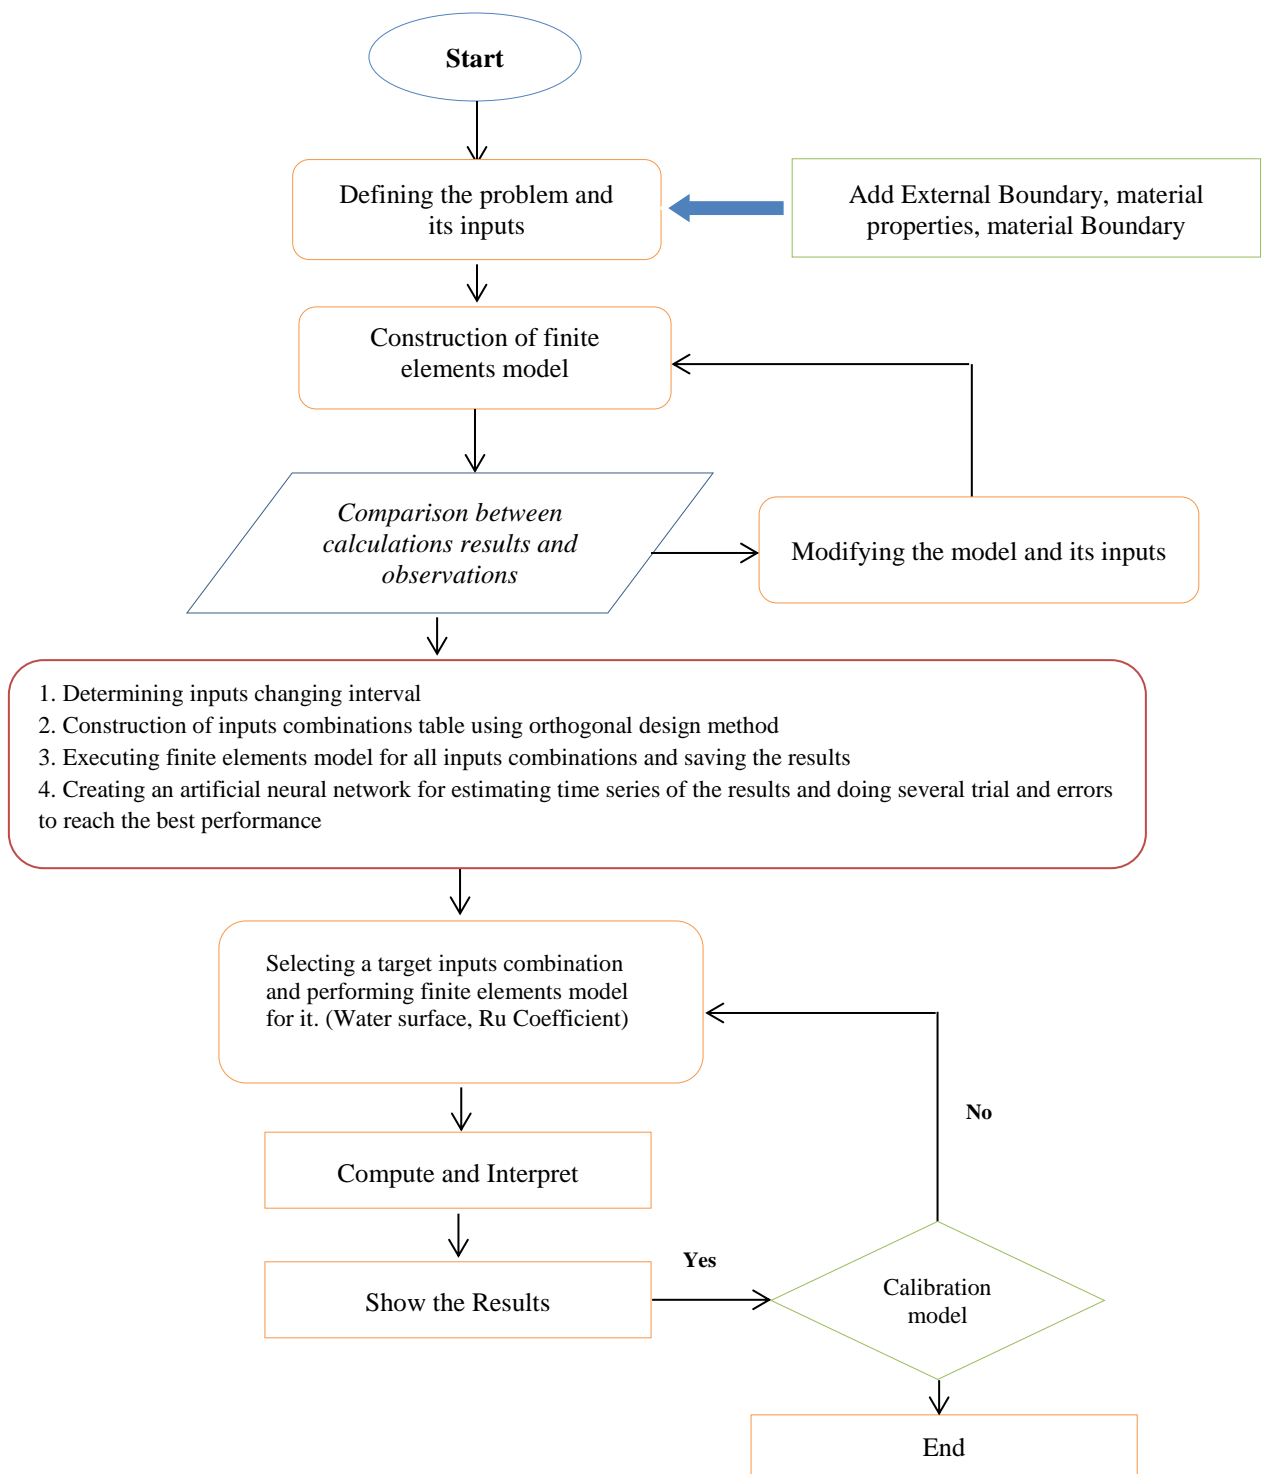 Start
Defining the problem and
its inputs
Add External Boundary, material
properties, material Boundary
Construction of finite
elements model
Comparison between
calculations results and
observations
Modifying the model and its inputs
1. Determining inputs changing interval
2. Construction of inputs combinations table using orthogonal design method
3. Executing finite elements model for all inputs combinations and saving the results
4. Creating an artificial neural network for estimating time series of the results and doing several trial and errors
to reach the best performance
Selecting a target inputs combination
and performing finite elements model
for it. (Water surface, Ru Coefficient)
No
Compute and Interpret
Yes
Show the Results
Calibration
model
End